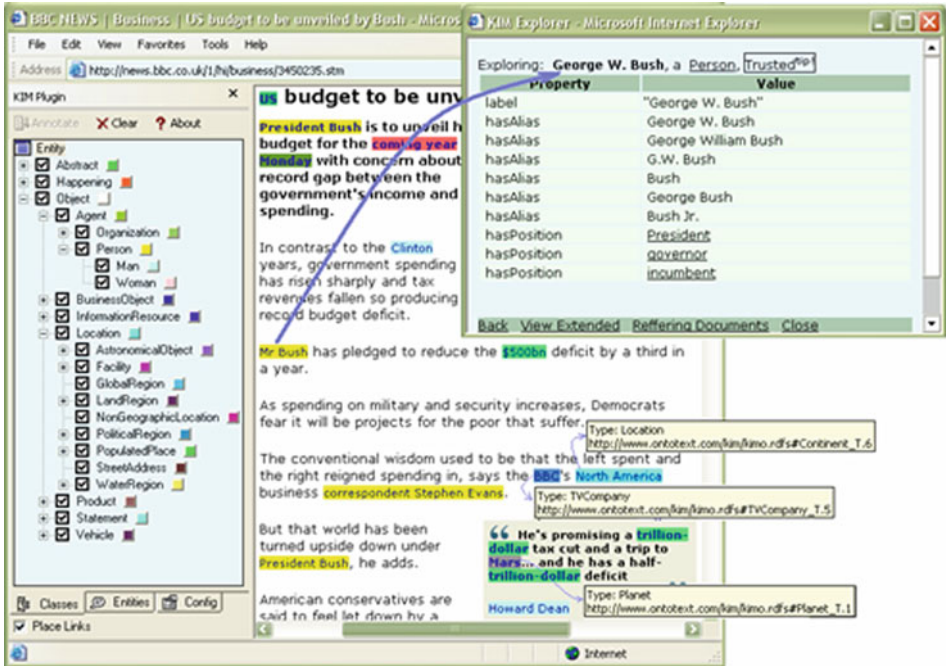 BBC NEWS | Business | US budget to be unveiled by Bush - Micros
File Edit View Favorites Tools Help
Address http://news.bbc.co.uk/1/hi/business/3450235.stm
KIM Plugin
Annotate Clear ? About
Entity
Abstract
Happening
Object
Agent
Organization
Person
Man
Woman
BusinessObject
InformationResource
Location
AstronomicalObject
Facility
GlobalRegion
LandRegion
NonGeographicLocation
PoliticalRegion
PopulatedPlace
StreetAddress
WaterRegion
Product
Statement
Vehicle
Classes Entities Config
Place Links
US budget to be unv
President Bush is to unveil h
budget for the coming year
Monday with concern about
record gap between the
government's income and
spending.
In contrast to the Clinton
years, government spending
has risen sharply and tax
revenues fallen so producing
record budget deficit.
Mr Bush has pledged to reduce the $500bn deficit by a third in
a year.
As spending on military and security increases, Democrats
fear it will be projects for the poor that suffer.
The conventional wisdom used to be that the left spent and
the right reigned spending in, says the BBC's North America
business correspondent Stephen Evans.
But that world has been
turned upside down under
President Bush, he adds.
American conservatives are
said to feel let down by a
“ He's promising a trillion-
dollar tax cut and a trip to
Mars... and he has a half-
trillion-dollar deficit ”
Howard Dean
Type: Location
http://www.ontotext.com/kim/kimo.rdfs#Continent_T.6
Type: TVCompany
http://www.ontotext.com/kim/kimo.rdfs#TVCompany_T.5
Type: Planet
http://www.ontotext.com/kim/kimo.rdfs#Planet_T.1
Internet
KIM Explorer - Microsoft Internet Explorer
Exploring: George W. Bush, a Person, Trusted tip!
Property Value
label "George W. Bush"
hasAlias George W. Bush
hasAlias George William Bush
hasAlias G.W. Bush
hasAlias Bush
hasAlias George Bush
hasAlias Bush Jr.
hasPosition President
hasPosition governor
hasPosition incumbent
Back View Extended Reffering Documents Close